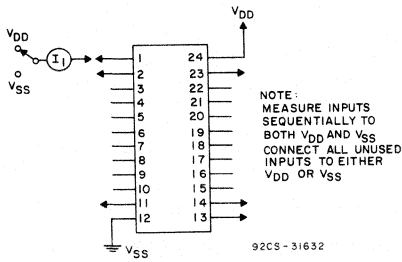 VDD
I1
VSS
VDD
1 24
2 23
3 22
4 21
5 20
6 19
7 18
8 17
9 16
10 15
11 14
12 13
VSS
NOTE:
MEASURE INPUTS
SEQUENTIALLY TO
BOTH VDD AND VSS
CONNECT ALL UNUSED
INPUTS TO EITHER
VDD OR VSS
92CS-31632